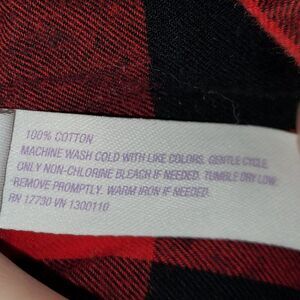 100% COTTON
MACHINE WASH COLD WITH LIKE COLORS. GENTLE CYCLE.
ONLY NON-CHLORINE BLEACH IF NEEDED. TUMBLE DRY LOW.
REMOVE PROMPTLY. WARM IRON IF NEEDED.
RN 17730 VN 1300110